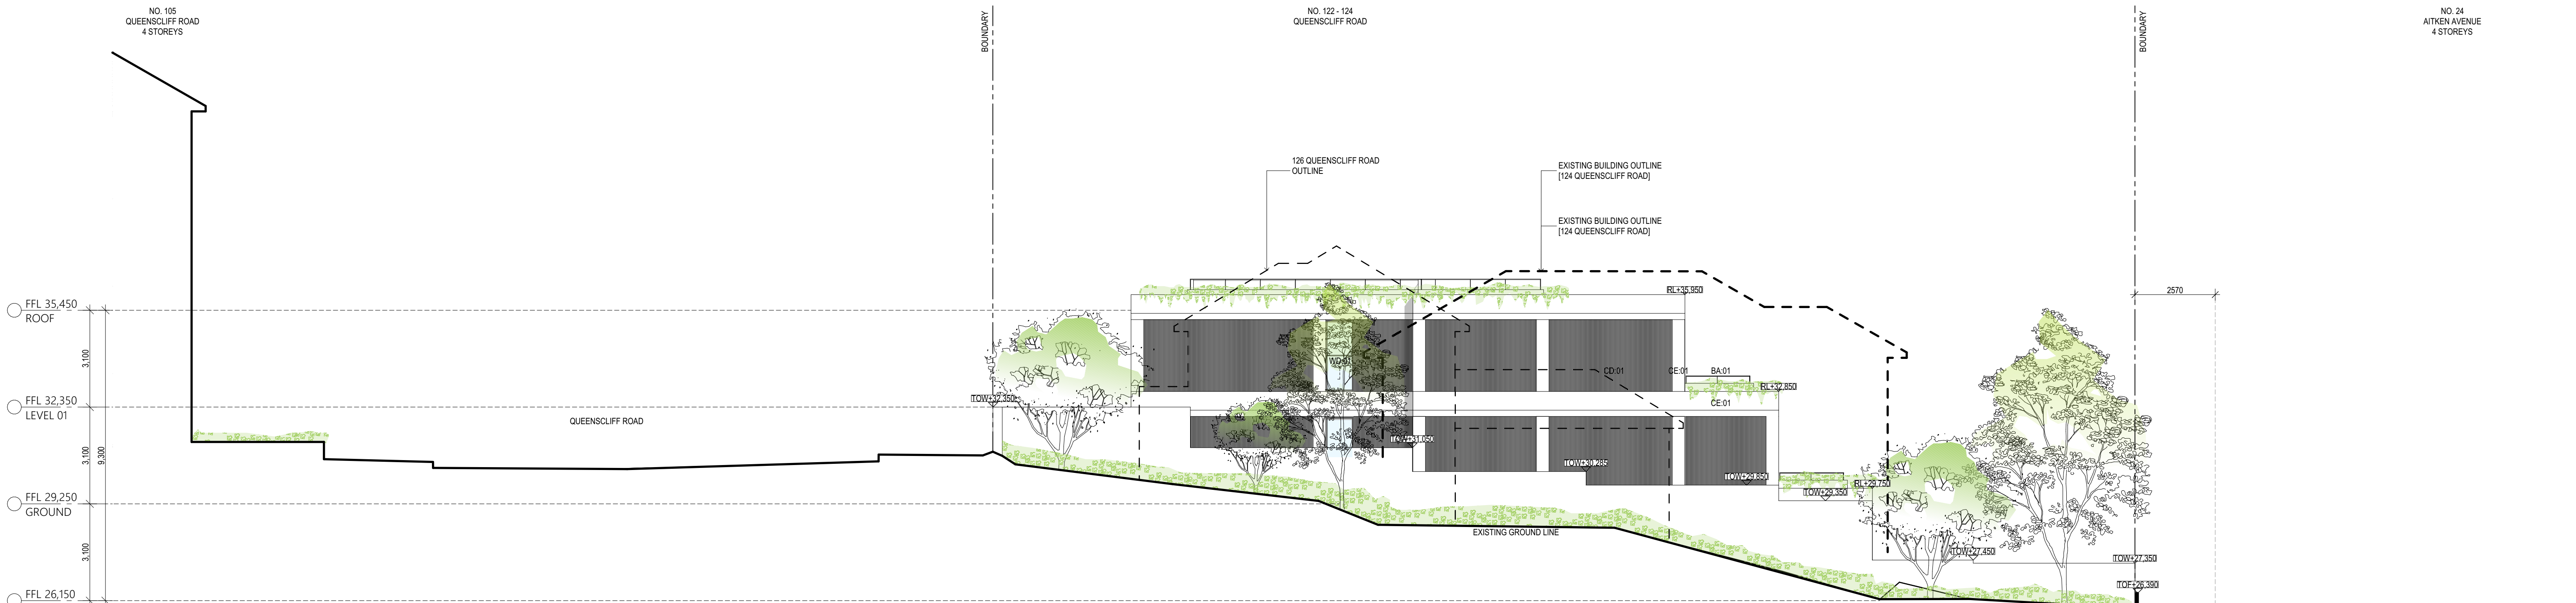 NO. 105
QUEENSCLIFF ROAD
4 STOREYS
BOUNDARY
NO. 122 - 124
QUEENSCLIFF ROAD
BOUNDARY
NO. 24
AITKEN AVENUE
4 STOREYS
126 QUEENSCLIFF ROAD
OUTLINE
EXISTING BUILDING OUTLINE
[124 QUEENSCLIFF ROAD]
EXISTING BUILDING OUTLINE
[124 QUEENSCLIFF ROAD]
RL+35,950
2570
FFL 35,450
ROOF
3,100
WD:01
CD:01
CE:01
BA:01
RL+32,850
TOW+32,350
CE:01
FFL 32,350
LEVEL 01
QUEENSCLIFF ROAD
TOW+31,050
3,100
9,300
TOW+30,285
TOW+29,850
RL+29,750
TOW+29,350
FFL 29,250
GROUND
EXISTING GROUND LINE
3,100
TOW+27,450
TOW+27,350
TOF+26,390
FFL 26,150